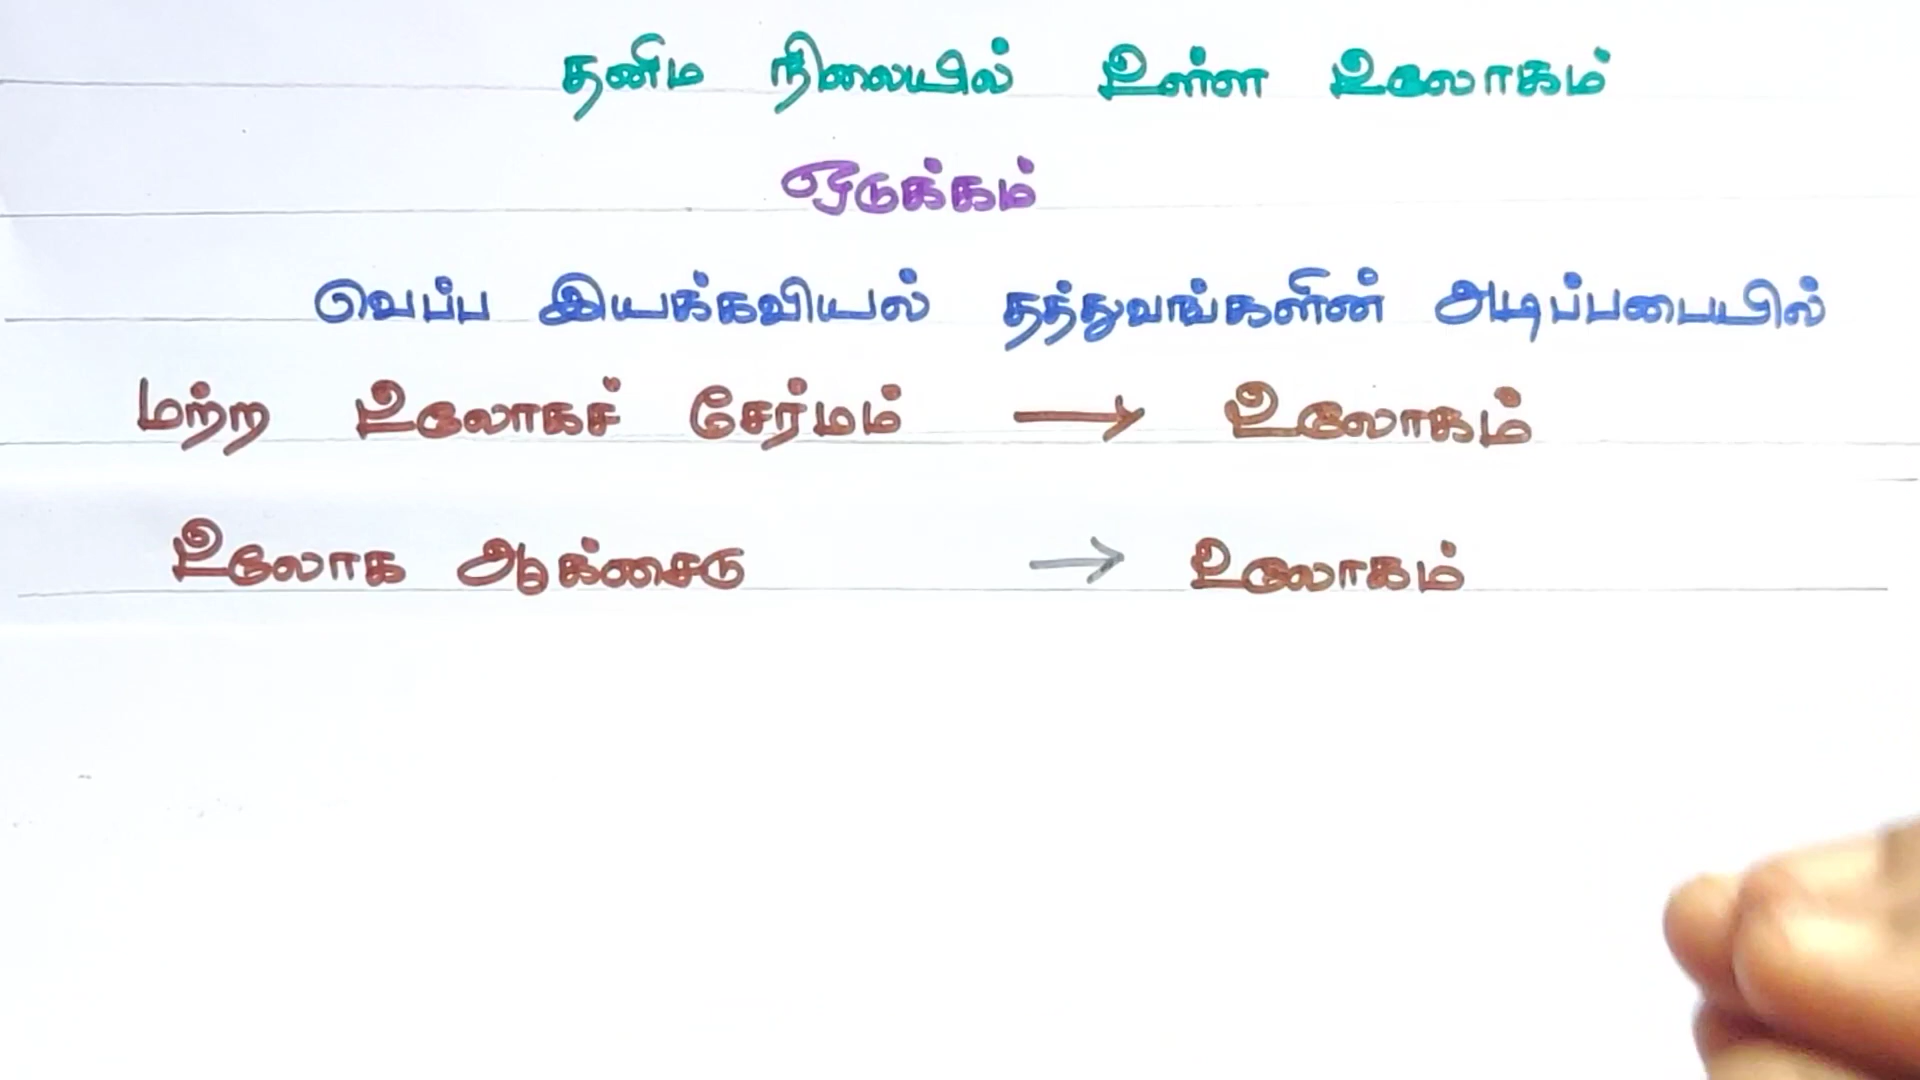 தனிம நிலையில் உள்ள உலோகம்
ஒடுக்கம்
வெப்ப இயக்கவியல் தத்துவங்களின் அடிப்படையில்
மற்ற உலோகச் சேர்மம் → உலோகம்
உலோக ஆக்ஸைடு → உலோகம்